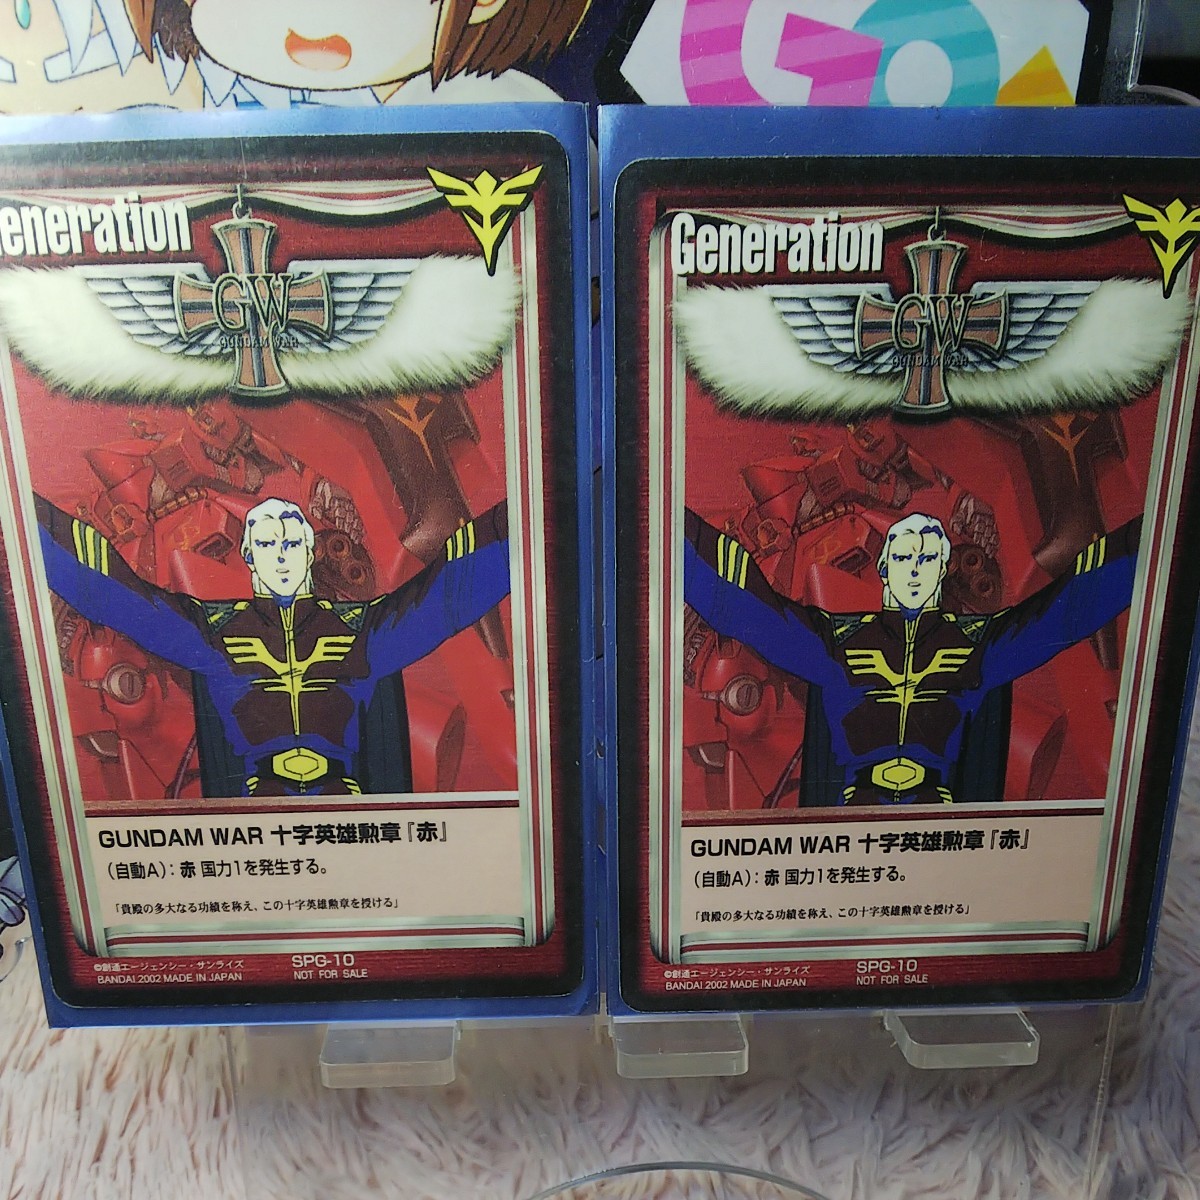 GO
eneration
GW
GUNDAM WAR
GUNDAM WAR 十字英雄勲章『赤』
(自動A)：赤 国力1を発生する。
「貴殿の多大なる功績を称え、この十字英雄勲章を授ける」
©創通エージェンシー・サンライズ
BANDAI 2002 MADE IN JAPAN
SPG-10
NOT FOR SALE
Generation
GW
GUNDAM WAR
GUNDAM WAR 十字英雄勲章『赤』
(自動A)：赤 国力1を発生する。
「貴殿の多大なる功績を称え、この十字英雄勲章を授ける」
©創通エージェンシー・サンライズ
BANDAI 2002 MADE IN JAPAN
SPG-10
NOT FOR SALE